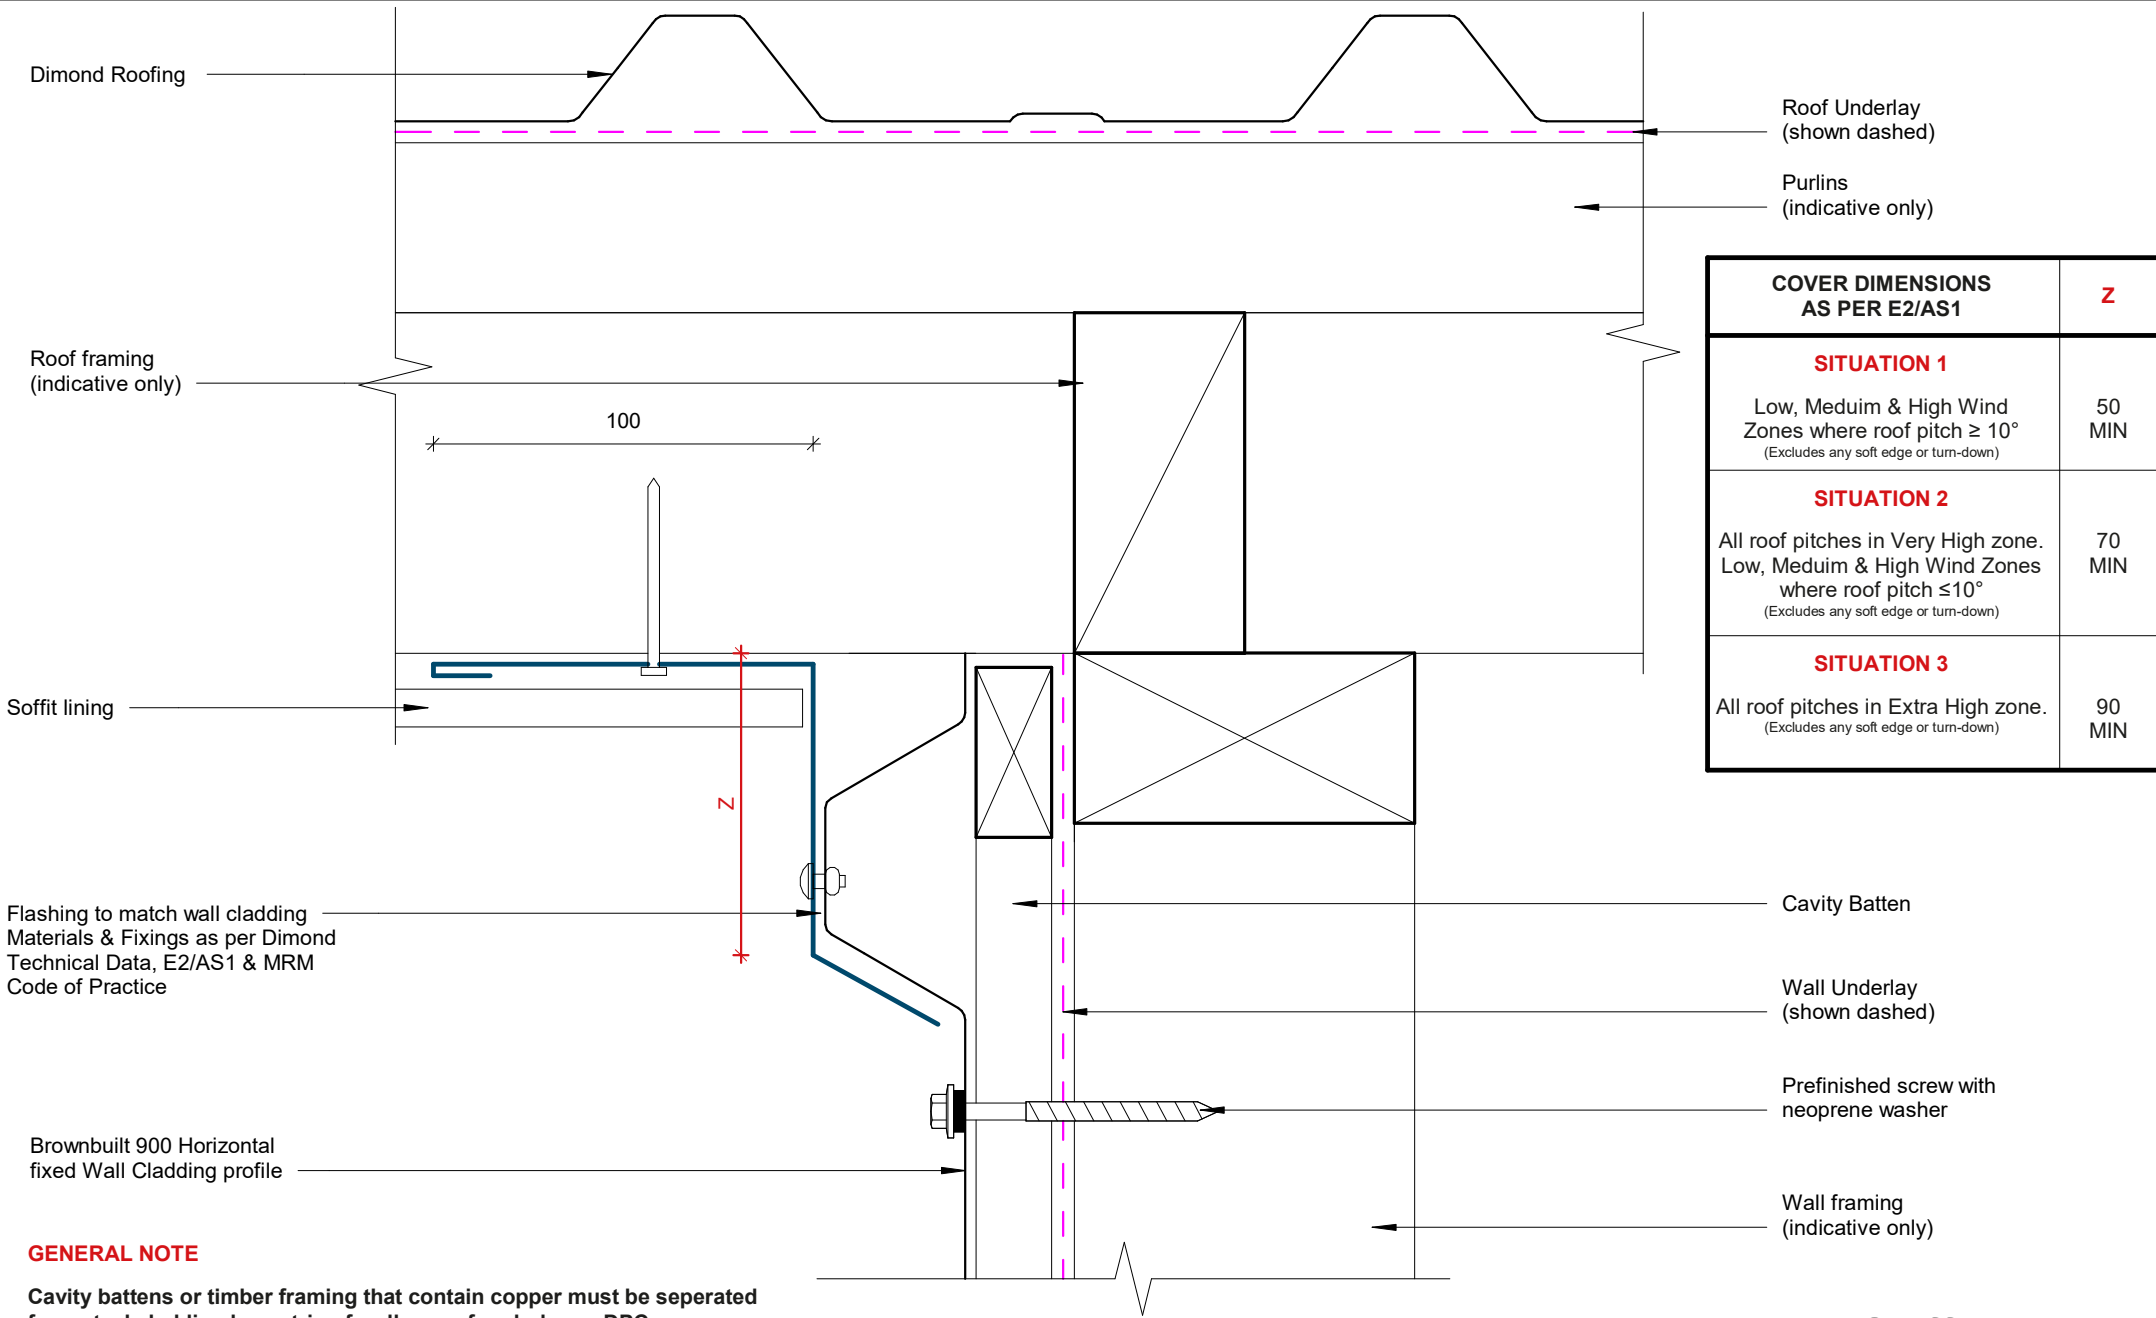 Dimond Roofing
Roof Underlay
(shown dashed)
Purlins
(indicative only)
COVER DIMENSIONS
AS PER E2/AS1
Z
SITUATION 1
Low, Meduim & High Wind
Zones where roof pitch ≥ 10°
(Excludes any soft edge or turn-down)
50
MIN
SITUATION 2
All roof pitches in Very High zone.
Low, Meduim & High Wind Zones
where roof pitch ≤10°
(Excludes any soft edge or turn-down)
70
MIN
SITUATION 3
All roof pitches in Extra High zone.
(Excludes any soft edge or turn-down)
90
MIN
Roof framing
(indicative only)
100
Soffit lining
Z
Flashing to match wall cladding
Materials & Fixings as per Dimond
Technical Data, E2/AS1 & MRM
Code of Practice
Cavity Batten
Wall Underlay
(shown dashed)
Prefinished screw with
neoprene washer
Brownbuilt 900 Horizontal
fixed Wall Cladding profile
Wall framing
(indicative only)
GENERAL NOTE
Cavity battens or timber framing that contain copper must be seperated